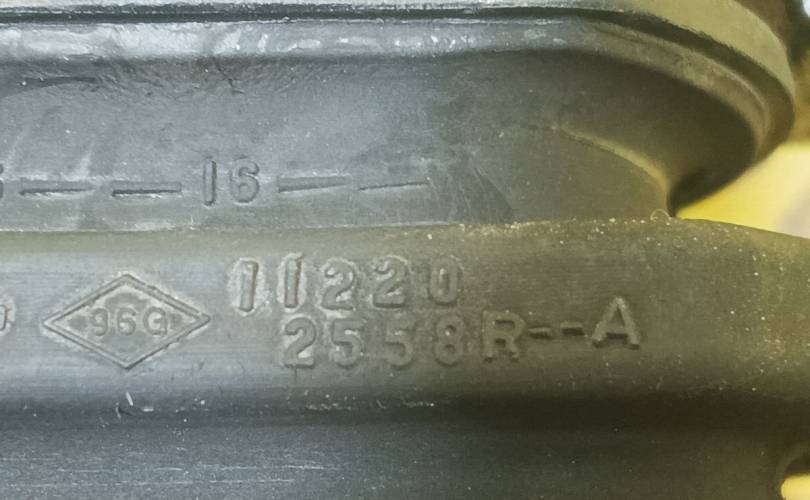 — — 16 — —
96G
11220
2558R--A